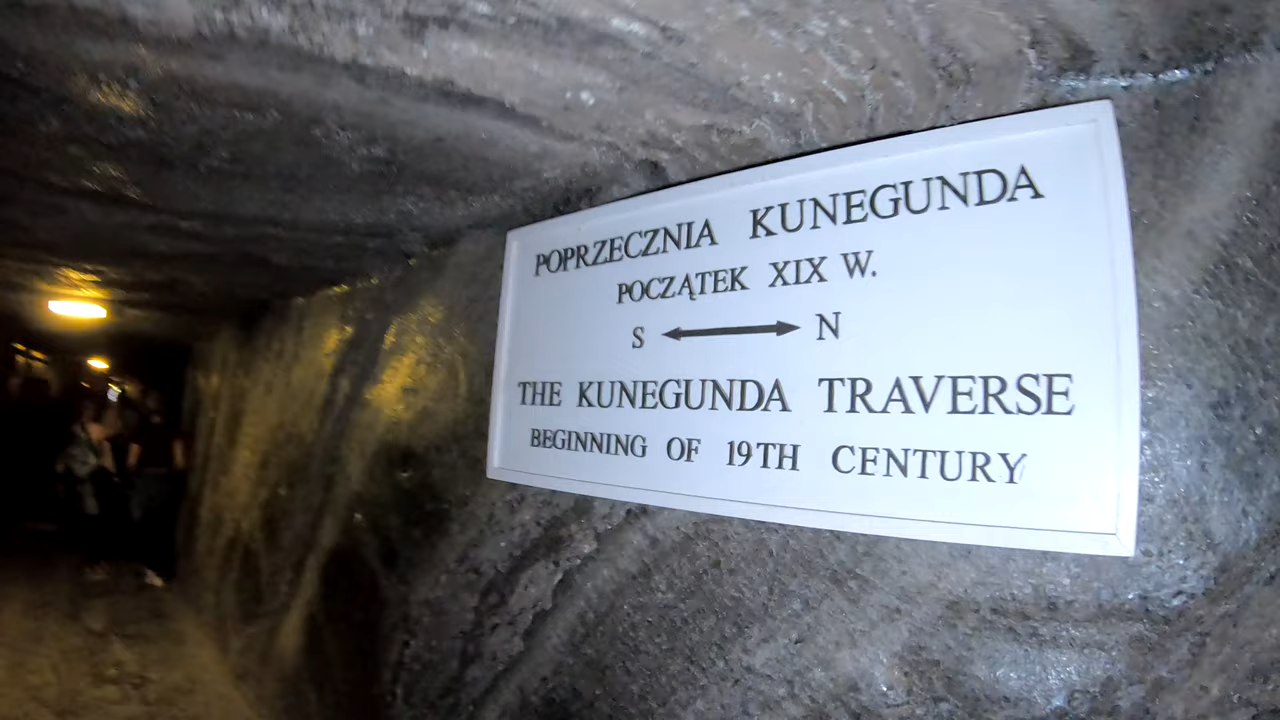 POPRZECZNIA KUNEGUNDA
POCZĄTEK XIX W.
S ⟷ N
THE KUNEGUNDA TRAVERSE
BEGINNING OF 19TH CENTURY